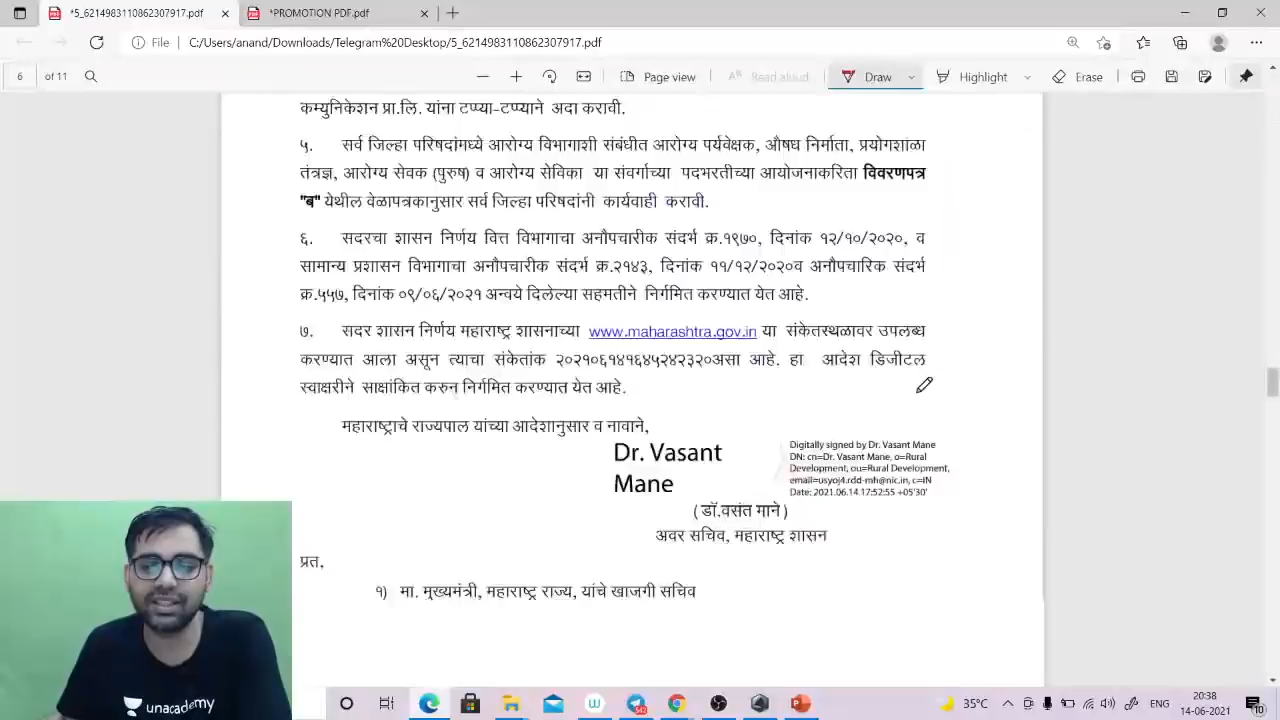 *5_6214983110862307917.pdf
*PROMOTION PDF.pdf
File
C:/Users/anand/Downloads/Telegram%20Desktop/5_6214983110862307917.pdf
6 of 11
Page view
Read aloud
Draw
Highlight
Erase
कम्युनिकेशन प्रा.लि. यांना टप्प्या-टप्प्याने अदा करावी.
५. सर्व जिल्हा परिषदांमध्ये आरोग्य विभागाशी संबंधीत आरोग्य पर्यवेक्षक, औषध निर्माता, प्रयोगशाळा
तंत्रज्ञ, आरोग्य सेवक (पुरुष) व आरोग्य सेविका या संवर्गाच्या पदभरतीच्या आयोजनाकरिता विवरणपत्र
"ब" येथील वेळापत्रकानुसार सर्व जिल्हा परिषदांनी कार्यवाही करावी.
६. सदरचा शासन निर्णय वित्त विभागाचा अनौपचारीक संदर्भ क्र.१९७०, दिनांक १२/१०/२०२०, व
सामान्य प्रशासन विभागाचा अनौपचारीक संदर्भ क्र.२१४३, दिनांक ११/१२/२०२०व अनौपचारिक संदर्भ
क्र.५५७, दिनांक ०९/०६/२०२१ अन्वये दिलेल्या सहमतीने निर्गमित करण्यात येत आहे.
७. सदर शासन निर्णय महाराष्ट्र शासनाच्या www.maharashtra.gov.in या संकेतस्थळावर उपलब्ध
करण्यात आला असून त्याचा संकेतांक २०२१०६१४१६४५२४२३२०असा आहे. हा आदेश डिजीटल
स्वाक्षरीने साक्षांकित करुन निर्गमित करण्यात येत आहे.
महाराष्ट्राचे राज्यपाल यांच्या आदेशानुसार व नावाने,
Dr. Vasant
Mane
Digitally signed by Dr. Vasant Mane
DN: cn=Dr. Vasant Mane, o=Rural
Development, ou=Rural Development,
email=usyoj4.rdd-mh@nic.in, c=IN
Date: 2021.06.14.17:52:55 +05'30'
( डॉ.वसंत माने )
अवर सचिव, महाराष्ट्र शासन
प्रत,
१) मा. मुख्यमंत्री, महाराष्ट्र राज्य, यांचे खाजगी सचिव
unacademy
35°C
ENG
20:38
14-06-2021